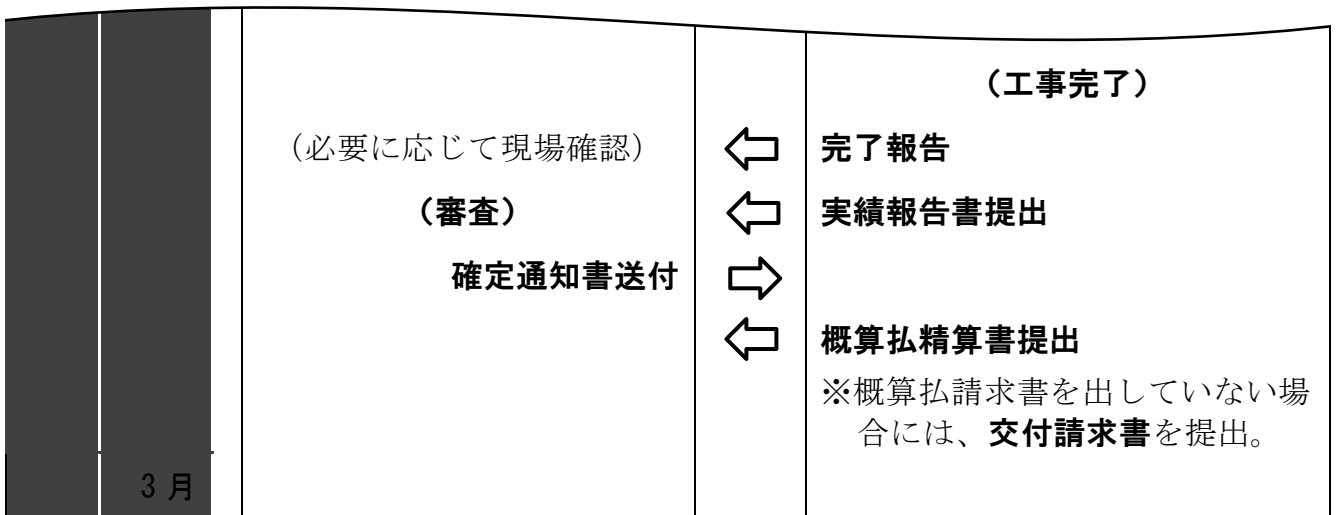 （工事完了）
（必要に応じて現場確認） ⇦ 完了報告
（審査） ⇦ 実績報告書提出
確定通知書送付 ⇨
⇦ 概算払精算書提出
※概算払請求書を出していない場
合には、交付請求書を提出。
3月